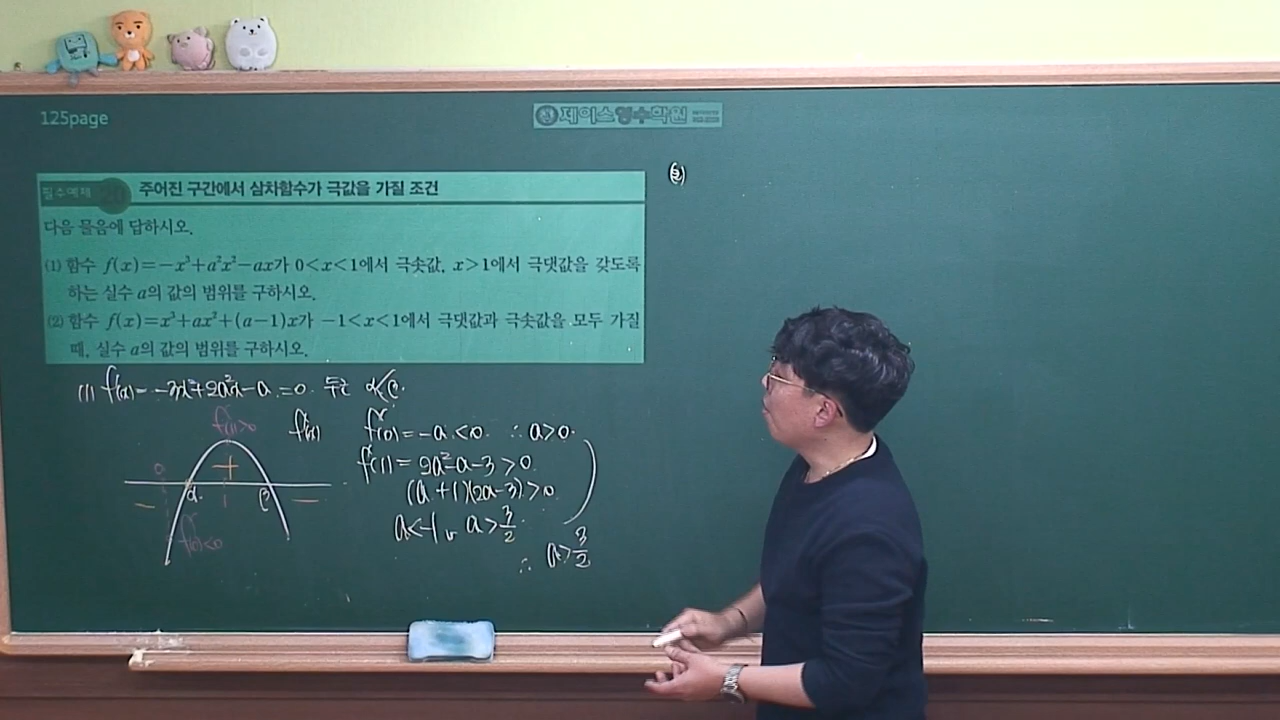 125page
제이스영수학원
필수예제 20 주어진 구간에서 삼차함수가 극값을 가질 조건
다음 물음에 답하시오.
(1) 함수 f(x)=-x³+a²x²-ax가 0<x<1에서 극솟값, x>1에서 극댓값을 갖도록
하는 실수 a의 값의 범위를 구하시오.
(2) 함수 f(x)=x³+ax²+(a-1)x가 -1<x<1에서 극댓값과 극솟값을 모두 가질
때, 실수 a의 값의 범위를 구하시오.
(1) f'(x)=-3x²+2a²x-a=0. 두근 α<β.
f'(1)>0
f'(x)
0
+
α
1
β
-
-
f'(0)<0
f'(0)=-a<0. ∴ a>0.
f'(1)=2a²-a-3>0.
(a+1)(2a-3)>0.
a<-1 or a>3/2.
∴ a>3/2
(2)